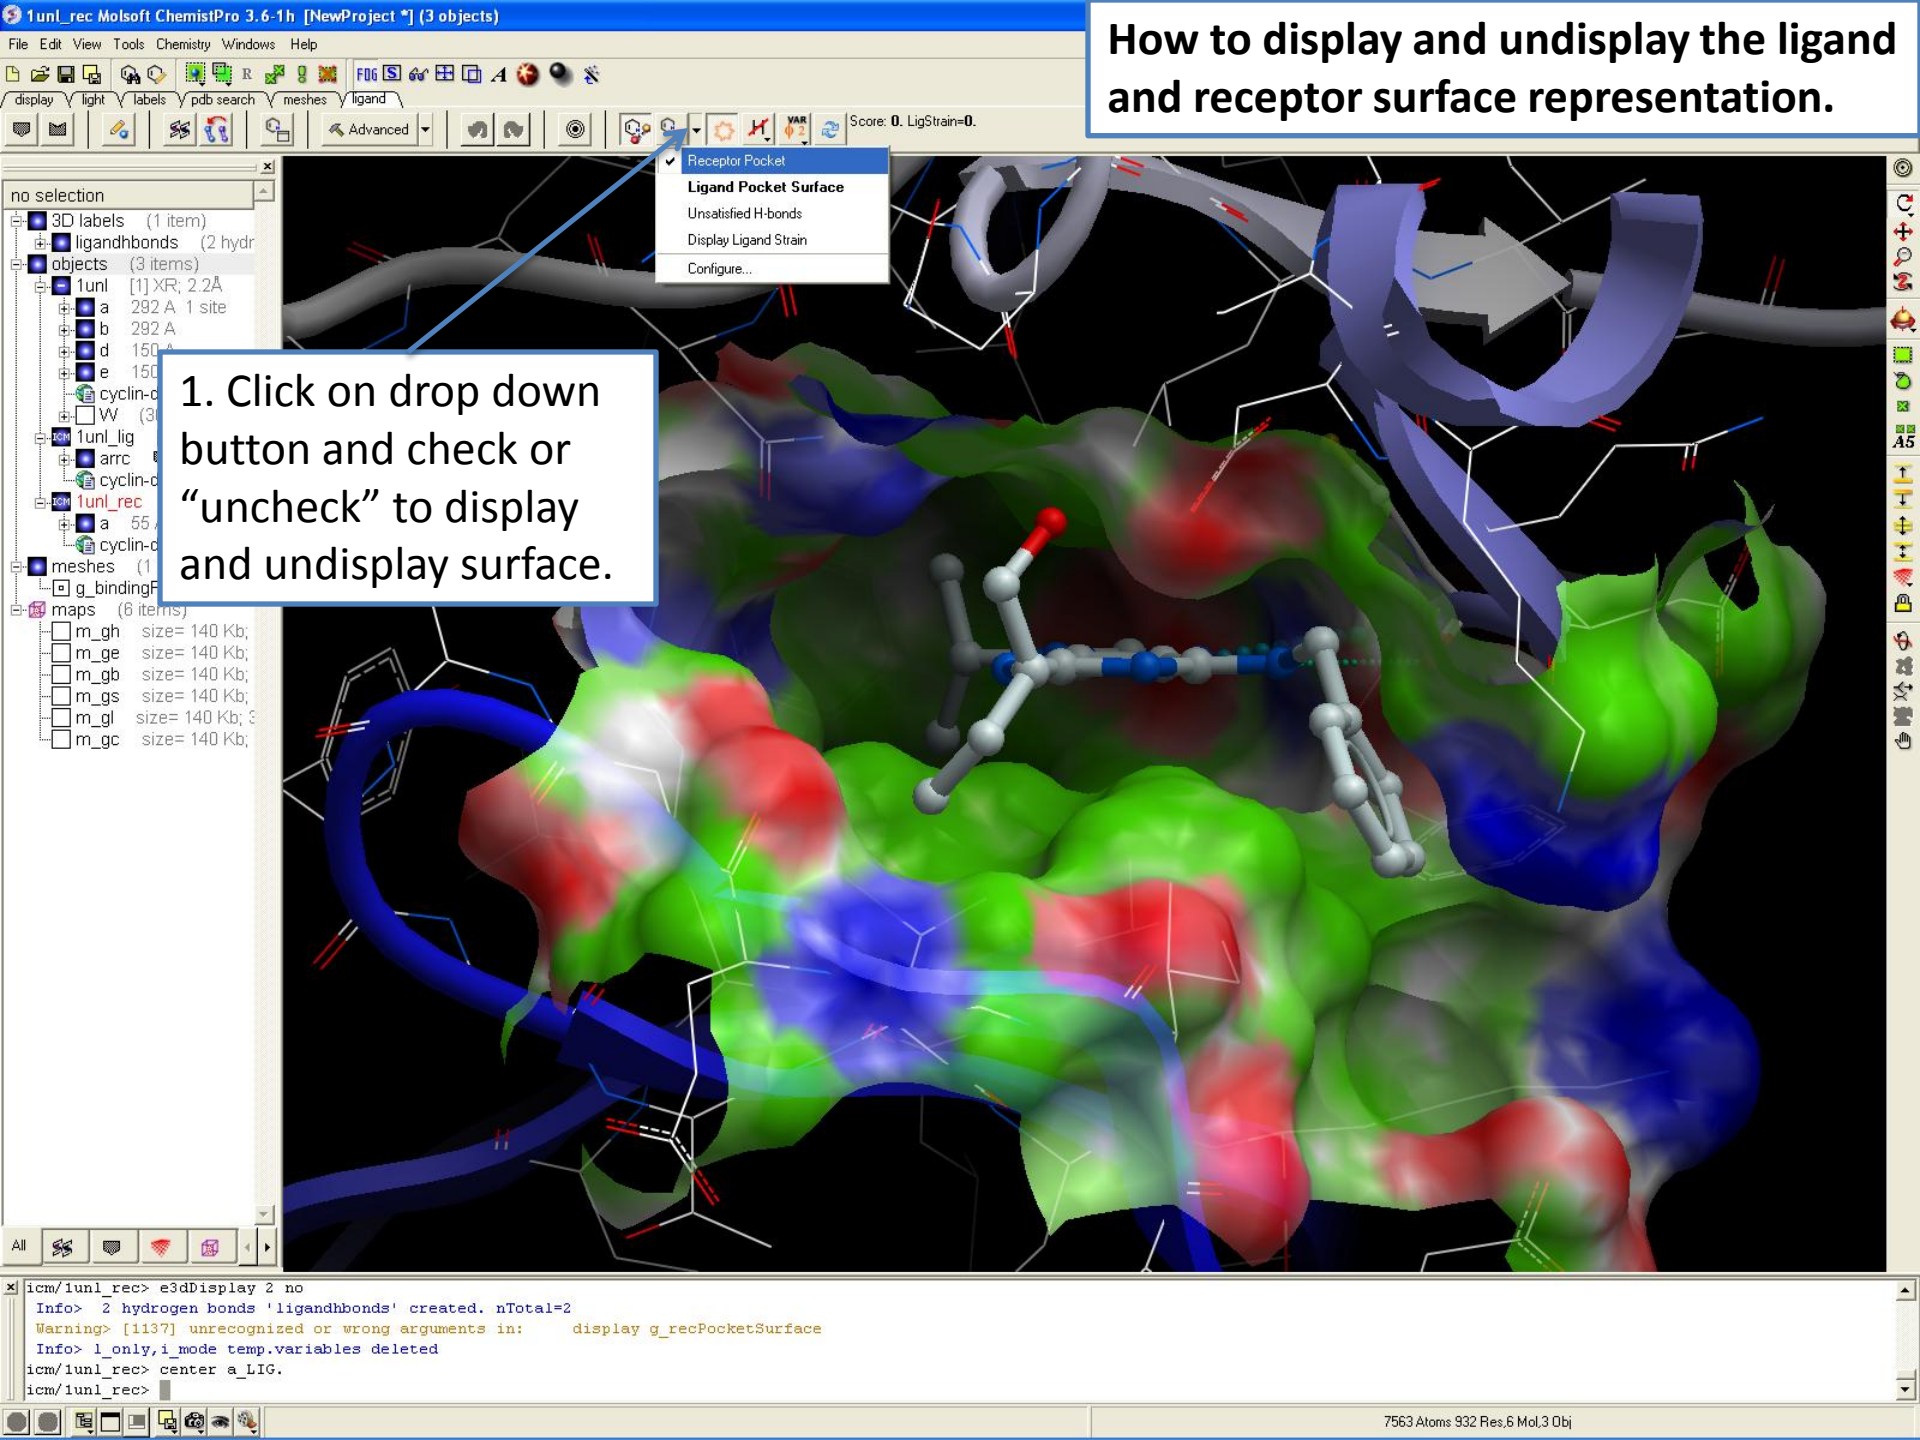 1unl_rec Molsoft ChemistPro 3.6-1h [NewProject *] (3 objects)
How to display and undisplay the ligand
and receptor surface representation.
File Edit View Tools Chemistry Windows Help
FOG S A
R
display light labels pdb search meshes ligand
Advanced
VAR
Score: 0. LigStrain=0.
Receptor Pocket
Ligand Pocket Surface
Unsatisfied H-bonds
Display Ligand Strain
Configure...
no selection
3D labels (1 item)
ligandhbonds (2 hydr
objects (3 items)
1unl [1] XR; 2.2Å
a 292 A 1 site
b 292 A
d 150 A
e 150
cyclin-d
W (3
ICM 1unl_lig
arrc
cyclin-d
ICM 1unl_rec
a 55
cyclin-d
meshes (1
g_bindingF
maps (6 items)
m_gh size= 140 Kb;
m_ge size= 140 Kb;
m_gb size= 140 Kb;
m_gs size= 140 Kb;
m_gl size= 140 Kb; 3
m_gc size= 140 Kb;
1. Click on drop down
button and check or
“uncheck” to display
and undisplay surface.
A5
All
icm/1unl_rec> e3dDisplay 2 no
Info> 2 hydrogen bonds 'ligandhbonds' created. nTotal=2
Warning> [1137] unrecognized or wrong arguments in: display g_recPocketSurface
Info> l_only,i_mode temp.variables deleted
icm/1unl_rec> center a_LIG.
icm/1unl_rec>
7563 Atoms 932 Res,6 Mol,3 Obj